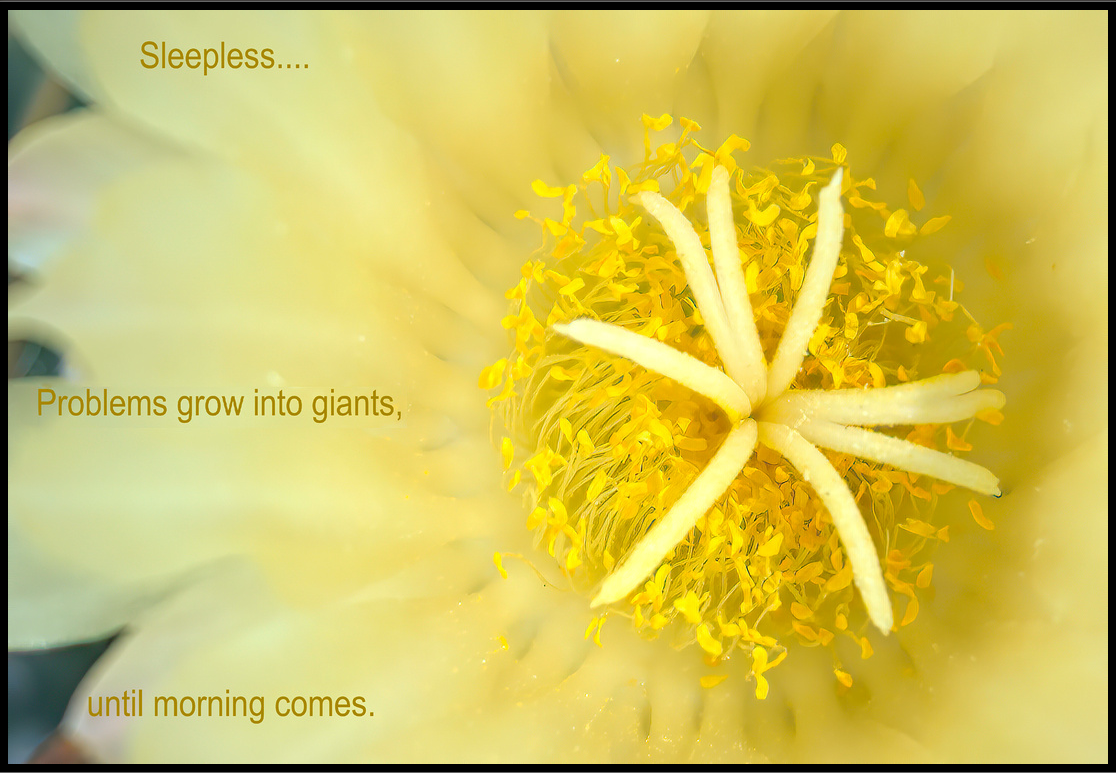 Sleepless....
Problems grow into giants,
until morning comes.